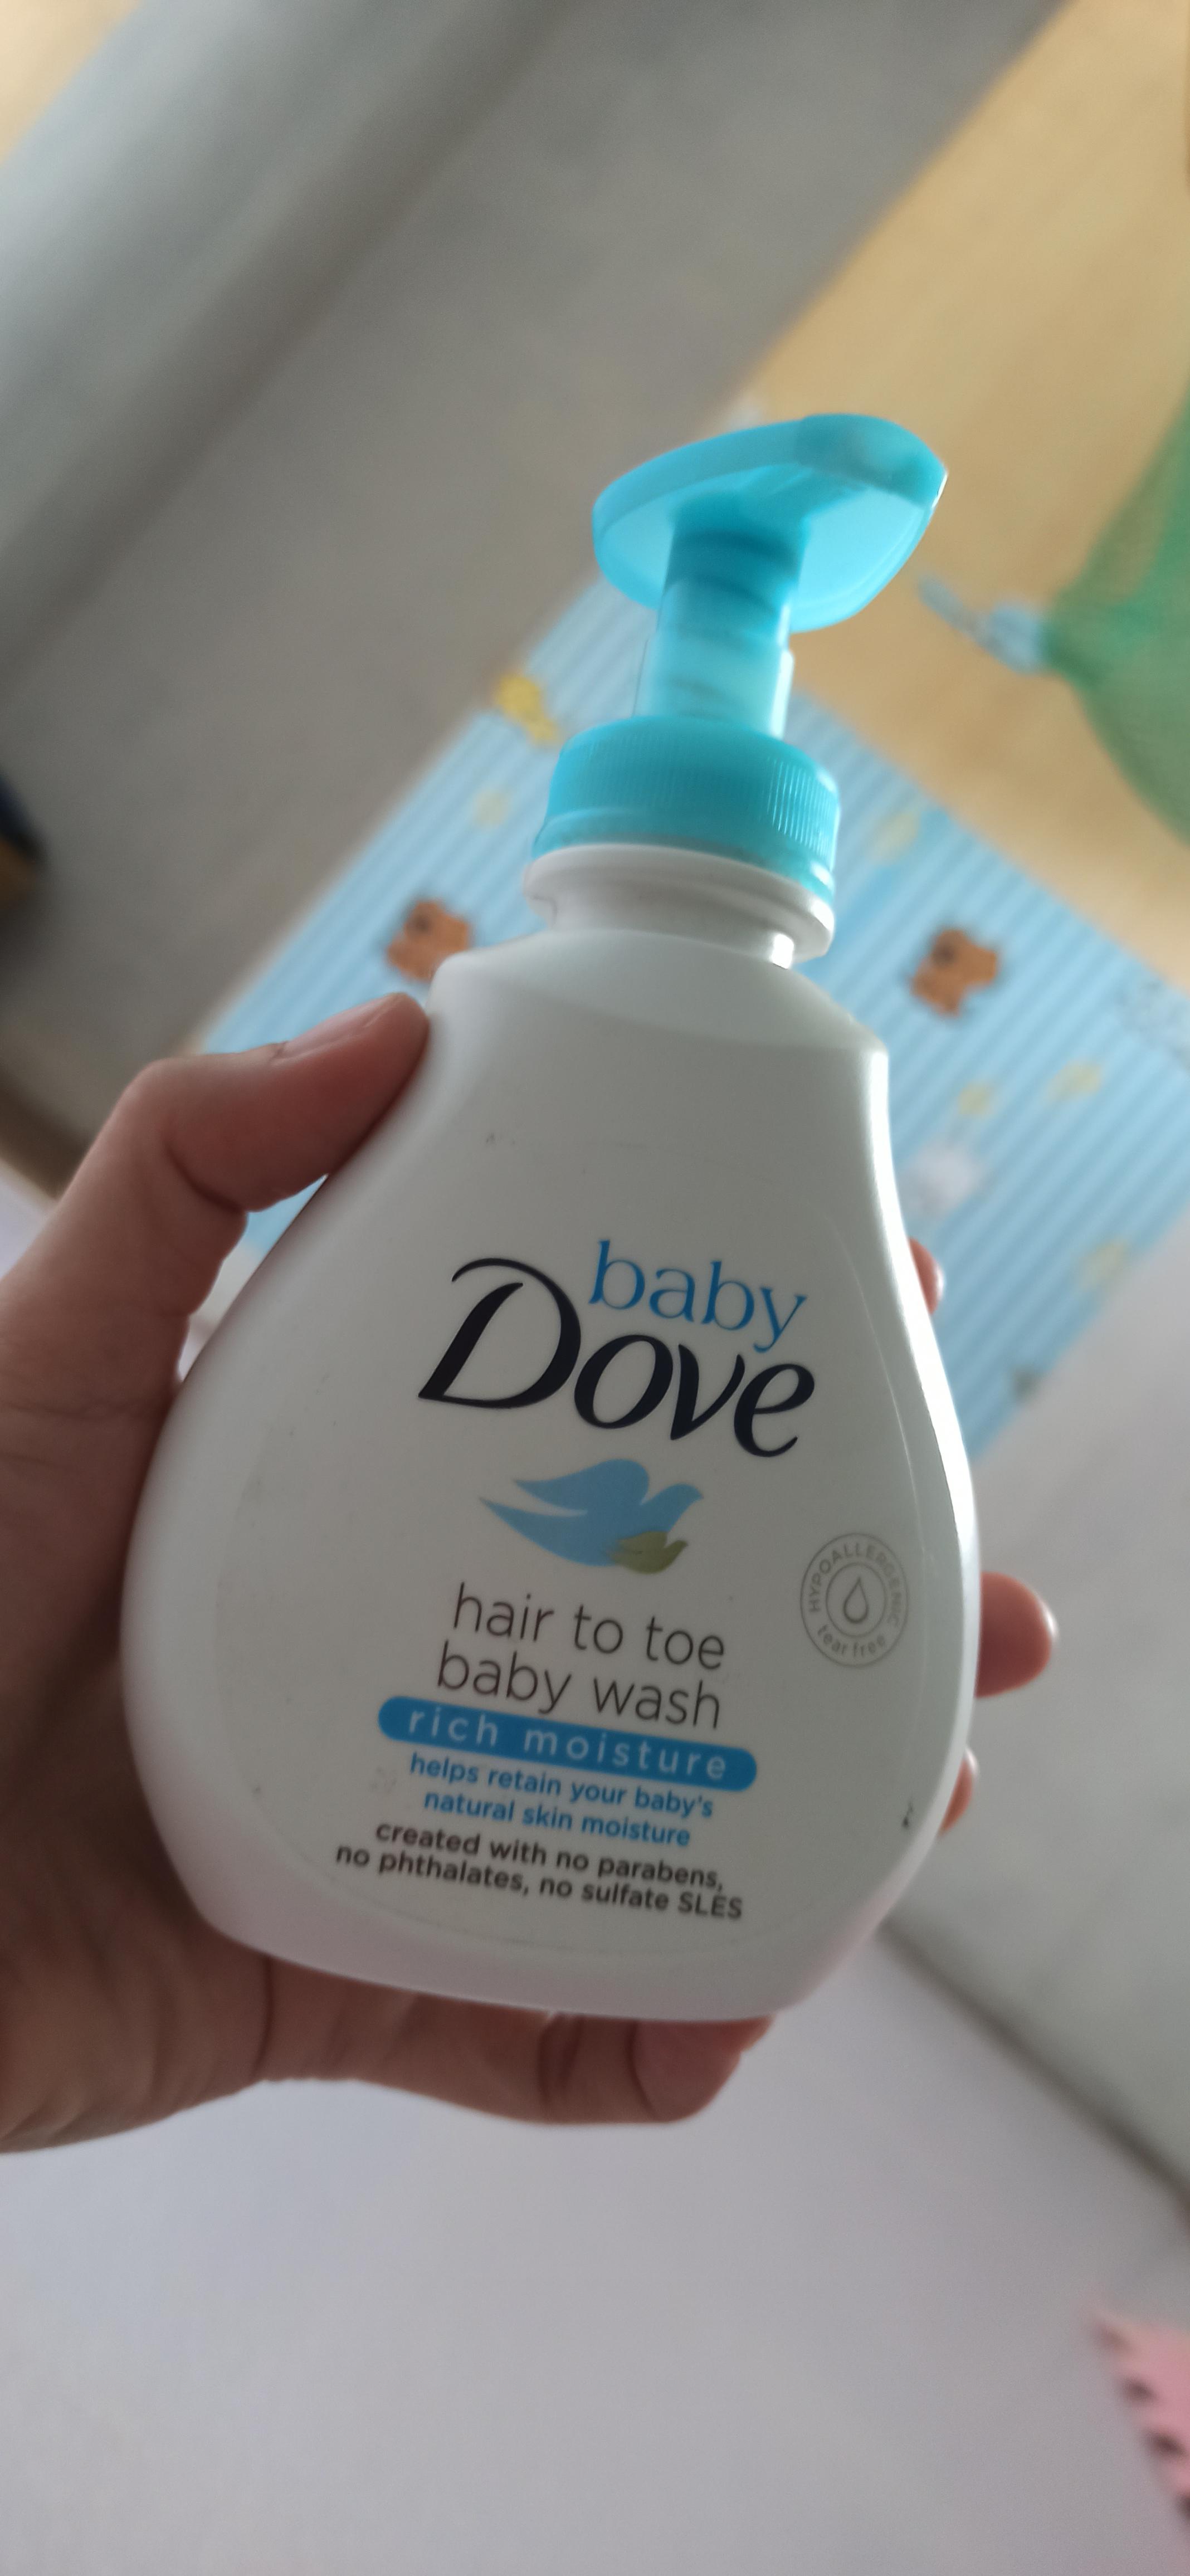 baby
Dove
HYPOALLERGENIC
tear free
hair to toe
baby wash
rich moisture
helps retain your baby's
natural skin moisture
created with no parabens,
no phthalates, no sulfate SLES